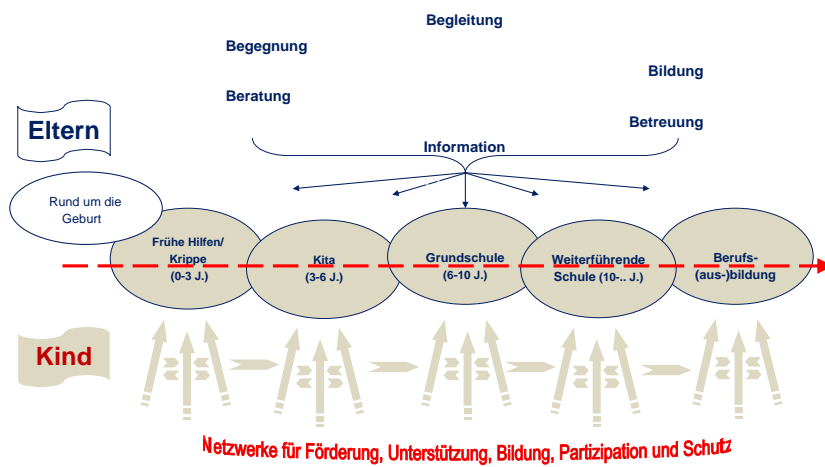 Begleitung
Begegnung
Bildung
Beratung
Betreuung
Eltern
Information
Rund um die
Geburt
Frühe Hilfen/
Krippe
(0-3 J.)
Kita
(3-6 J.)
Grundschule
(6-10 J.)
Weiterführende
Schule (10-.. J.)
Berufs-
(aus-)bildung
Kind
Netzwerke für Förderung, Unterstützung, Bildung, Partizipation und Schutz